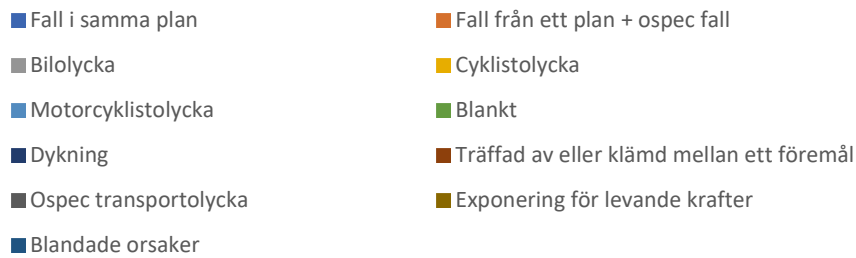 Fall i samma plan
Fall från ett plan + ospec fall
Bilolycka
Cyklistolycka
Motorcyklistolycka
Blankt
Dykning
Träffad av eller klämd mellan ett föremål
Ospec transportolycka
Exponering för levande krafter
Blandade orsaker